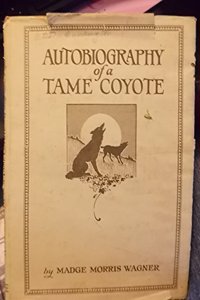 AUTOBIOGRAPHY
of a
TAME COYOTE
by MADGE MORRIS WAGNER